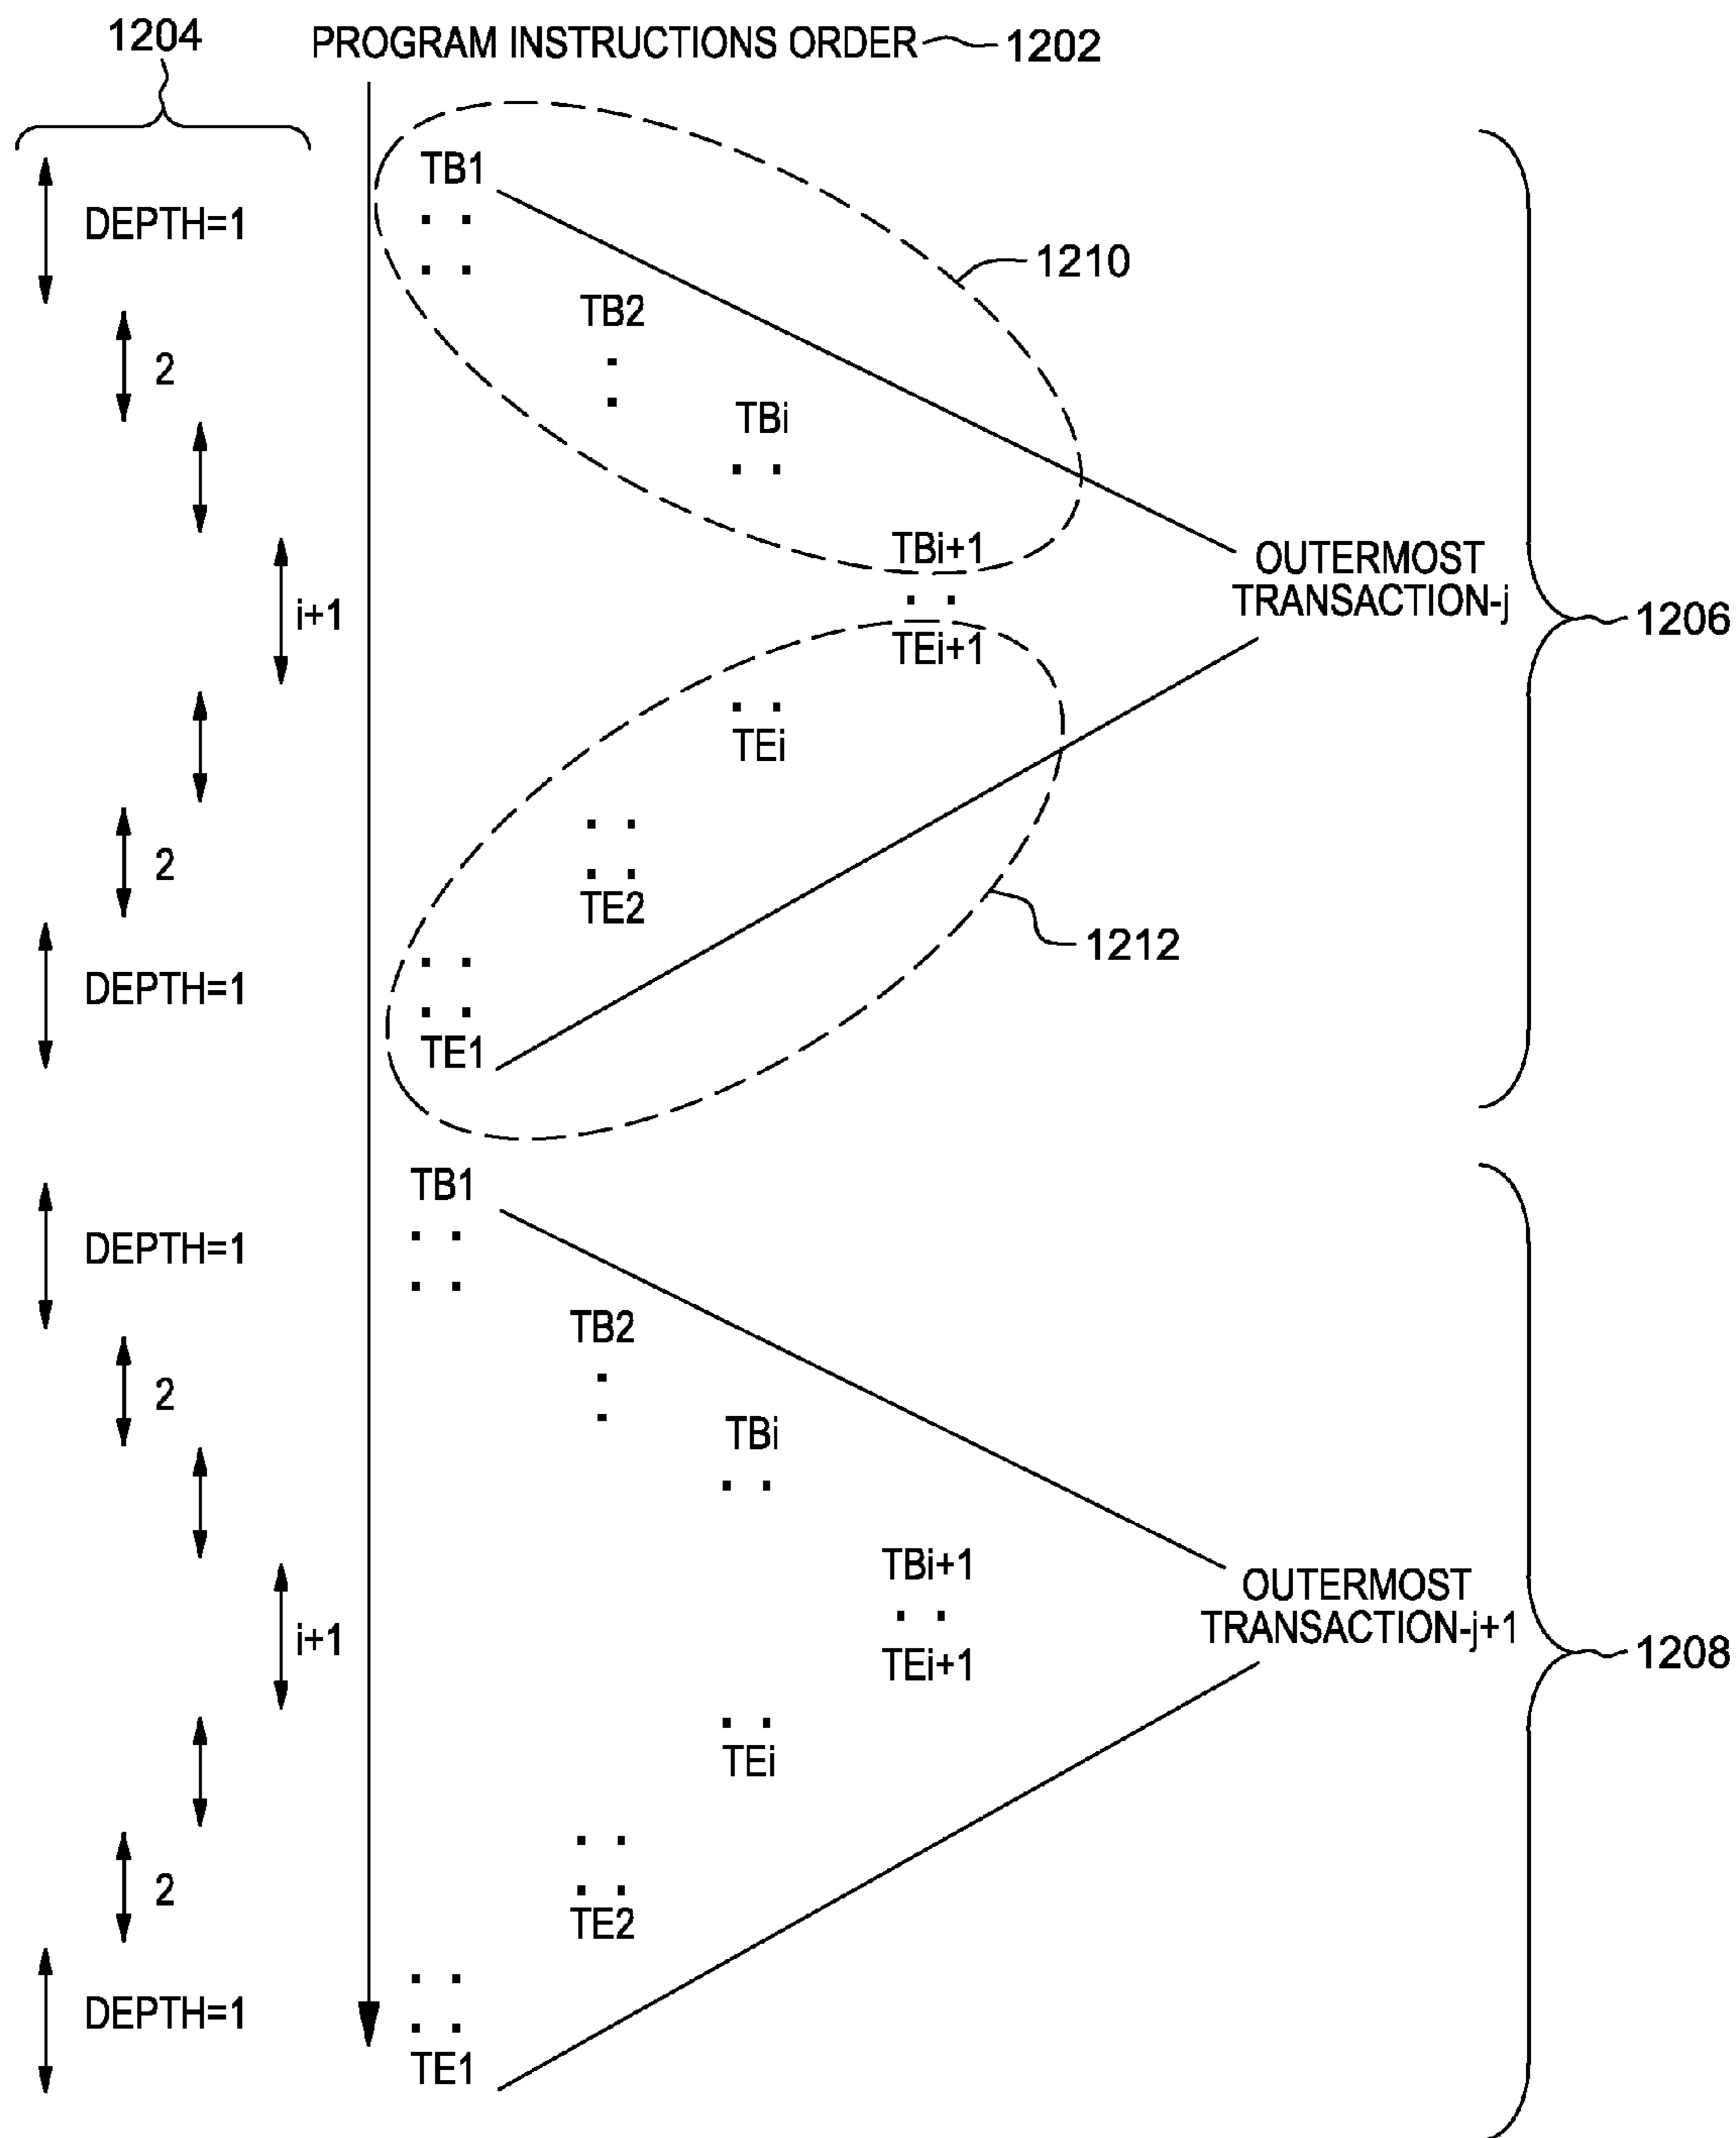 1204
PROGRAM INSTRUCTIONS ORDER
1202
TB1
DEPTH=1
1210
TB2
2
TBi
TBi+1
OUTERMOST
TRANSACTION-j
i+1
1206
TEi+1
TEi
2
TE2
1212
DEPTH=1
TE1
TB1
DEPTH=1
TB2
2
TBi
TBi+1
OUTERMOST
TRANSACTION-j+1
i+1
1208
TEi+1
TEi
2
TE2
DEPTH=1
TE1